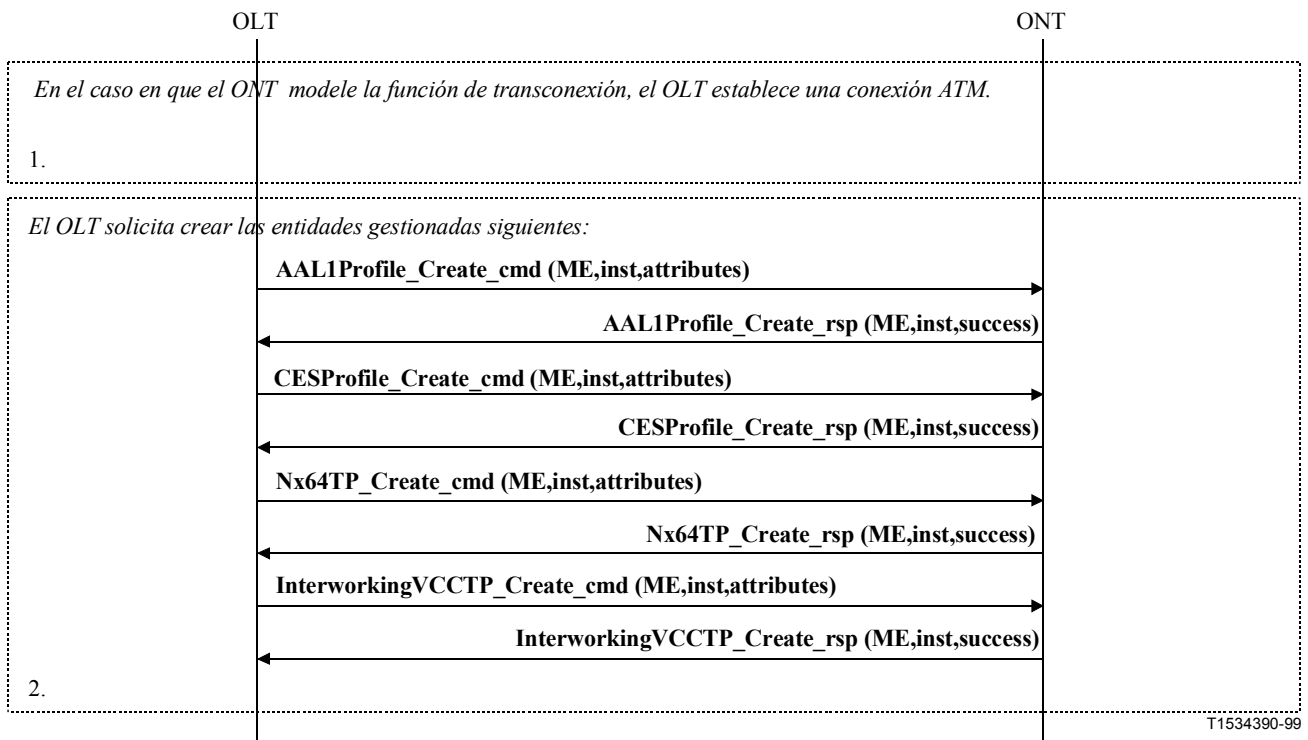 OLT ONT
En el caso en que el ONT modele la función de transconexión, el OLT establece una conexión ATM.
1.
El OLT solicita crear las entidades gestionadas siguientes:
AAL1Profile_Create_cmd (ME,inst,attributes)
AAL1Profile_Create_rsp (ME,inst,success)
CESProfile_Create_cmd (ME,inst,attributes)
CESProfile_Create_rsp (ME,inst,success)
Nx64TP_Create_cmd (ME,inst,attributes)
Nx64TP_Create_rsp (ME,inst,success)
InterworkingVCCTP_Create_cmd (ME,inst,attributes)
InterworkingVCCTP_Create_rsp (ME,inst,success)
2.
T1534390-99